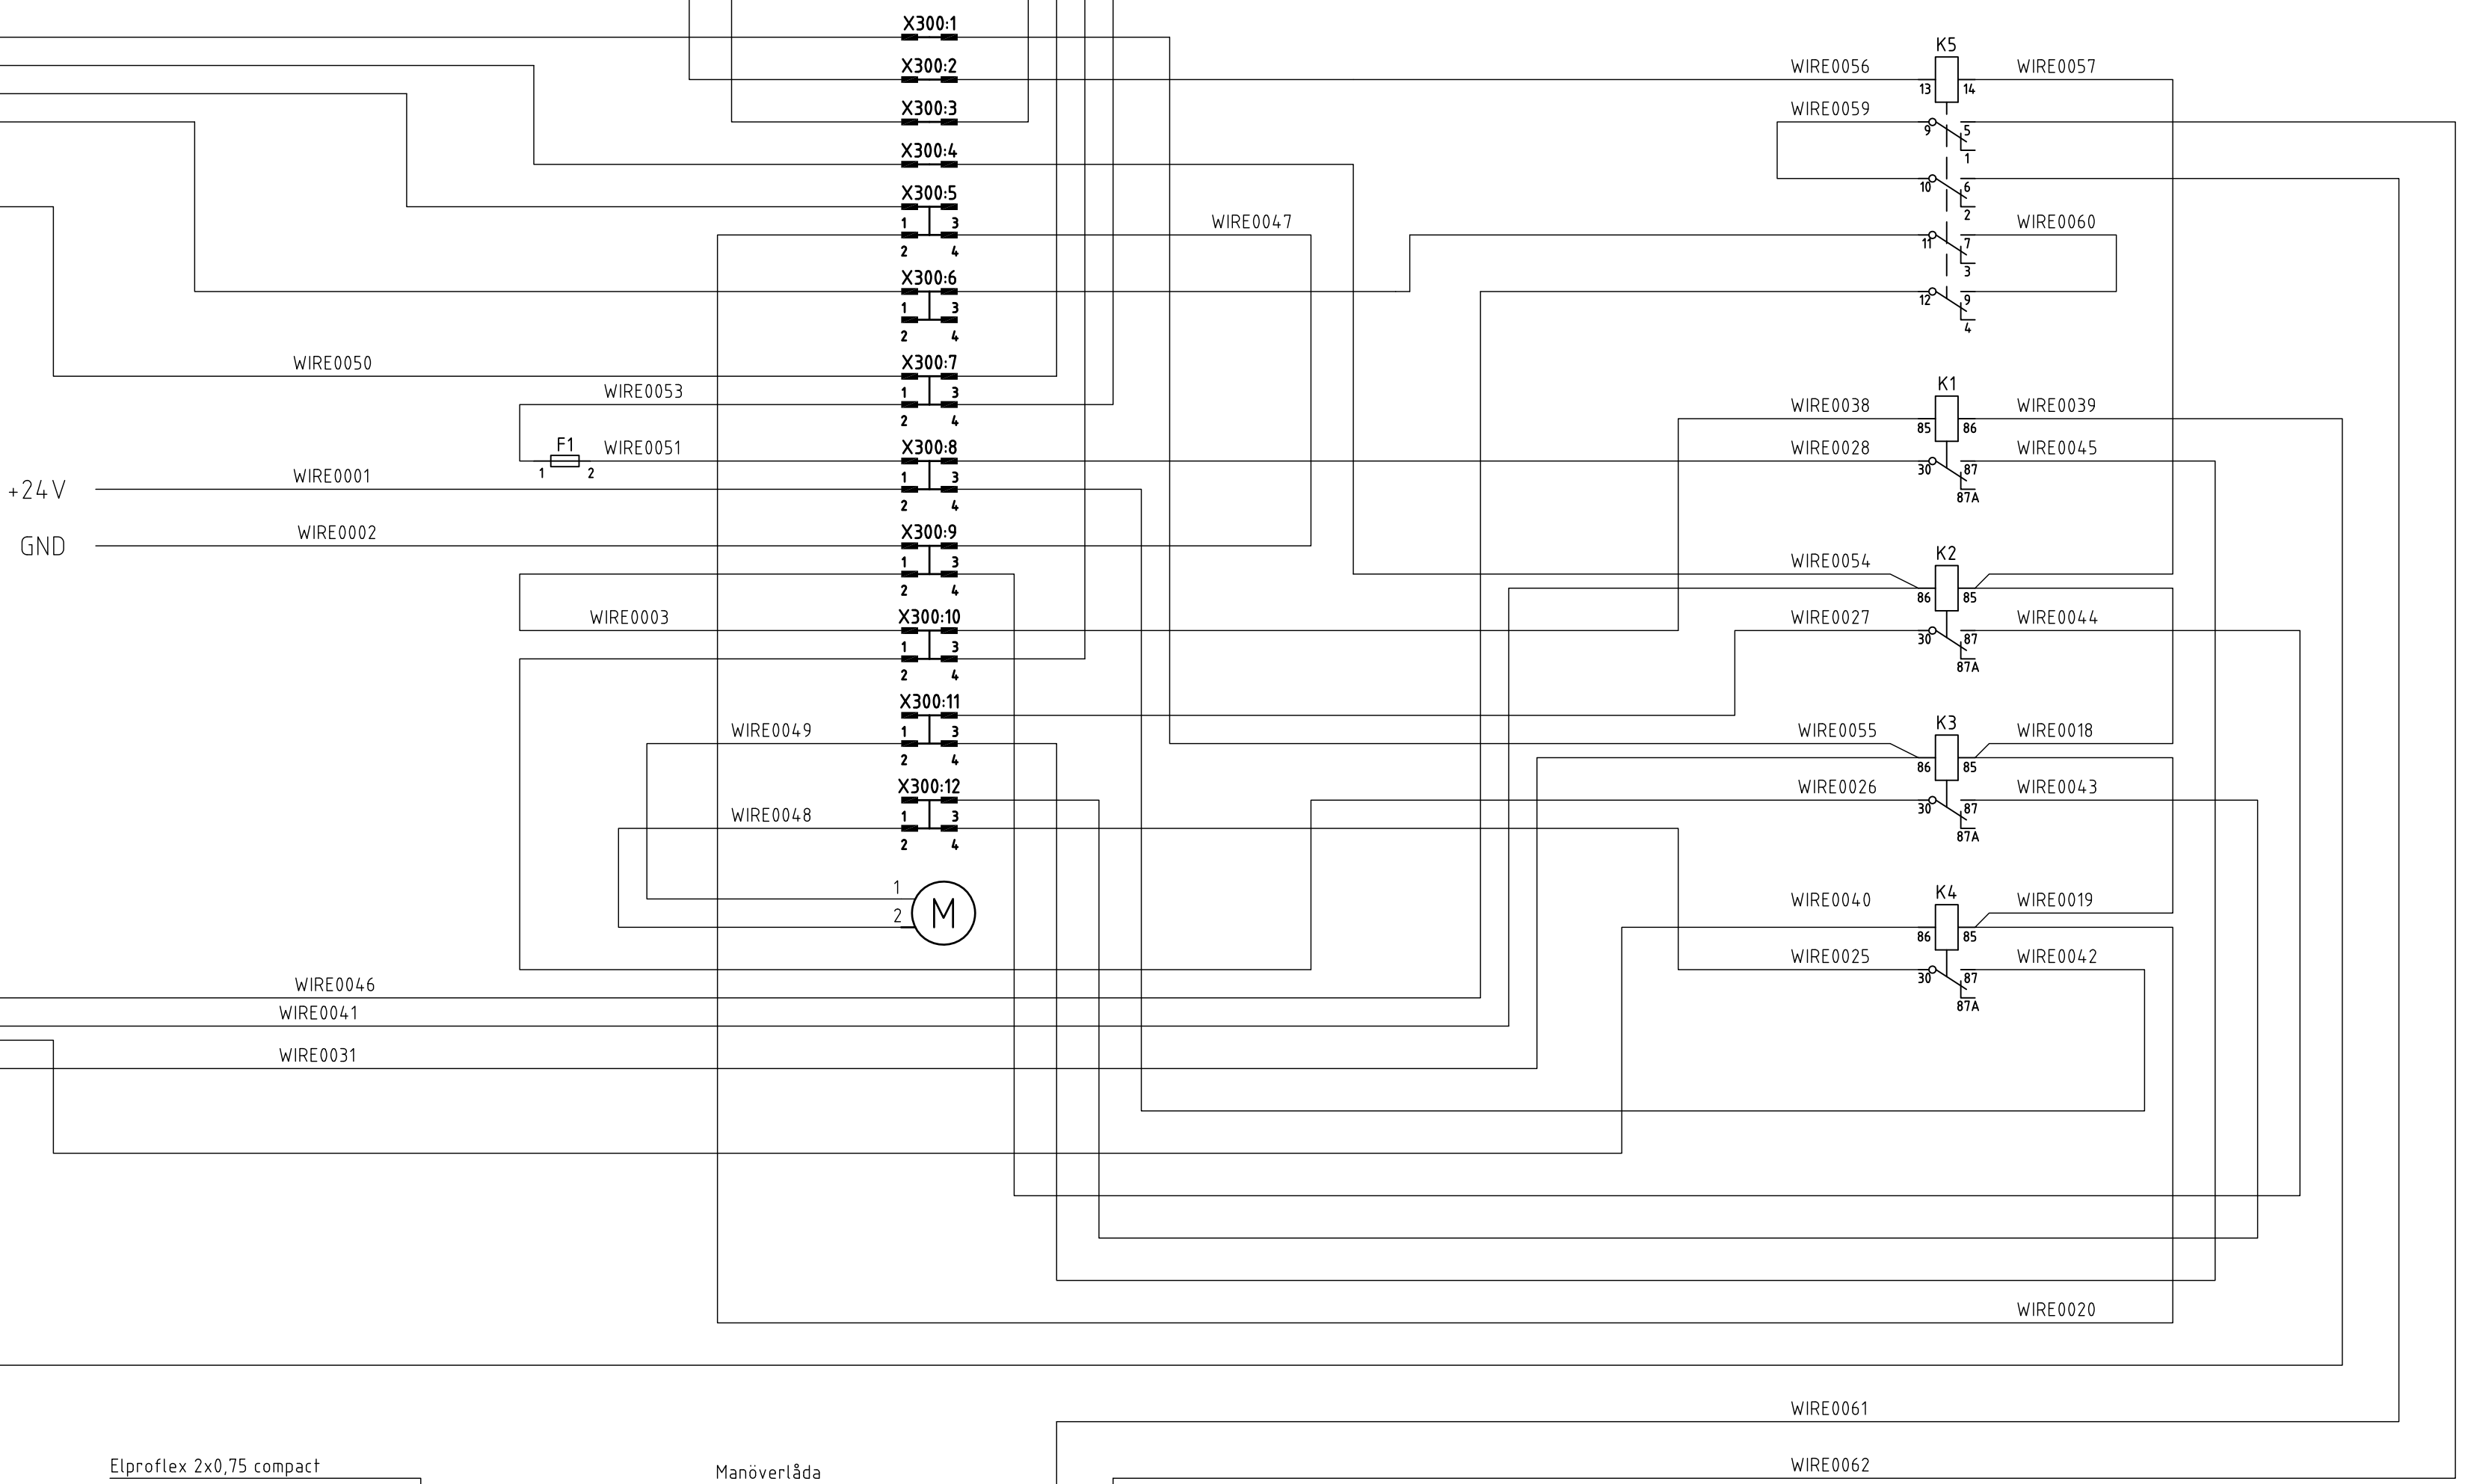 X300:1
K5
X300:2
WIRE0056
WIRE0057
13
14
X300:3
WIRE0059
9
5
1
X300:4
10
6
2
X300:5
1
3
WIRE0047
WIRE0060
2
4
11
7
3
X300:6
12
9
4
1
3
2
4
WIRE0050
X300:7
K1
WIRE0053
1
3
WIRE0038
WIRE0039
2
4
85
86
F1
WIRE0051
X300:8
WIRE0028
WIRE0045
1
2
30
87
+24V
WIRE0001
1
3
87A
2
4
GND
WIRE0002
X300:9
K2
1
3
WIRE0054
2
4
86
85
WIRE0003
X300:10
WIRE0027
WIRE0044
1
3
30
87
2
4
87A
X300:11
K3
WIRE0049
1
3
WIRE0055
WIRE0018
2
4
86
85
X300:12
WIRE0026
WIRE0043
WIRE0048
1
3
30
87
2
4
87A
1
K4
2
M
WIRE0040
WIRE0019
86
85
WIRE0025
WIRE0042
30
87
WIRE0046
87A
WIRE0041
WIRE0031
WIRE0020
WIRE0061
Elproflex 2x0,75 compact
Manöverlåda
WIRE0062